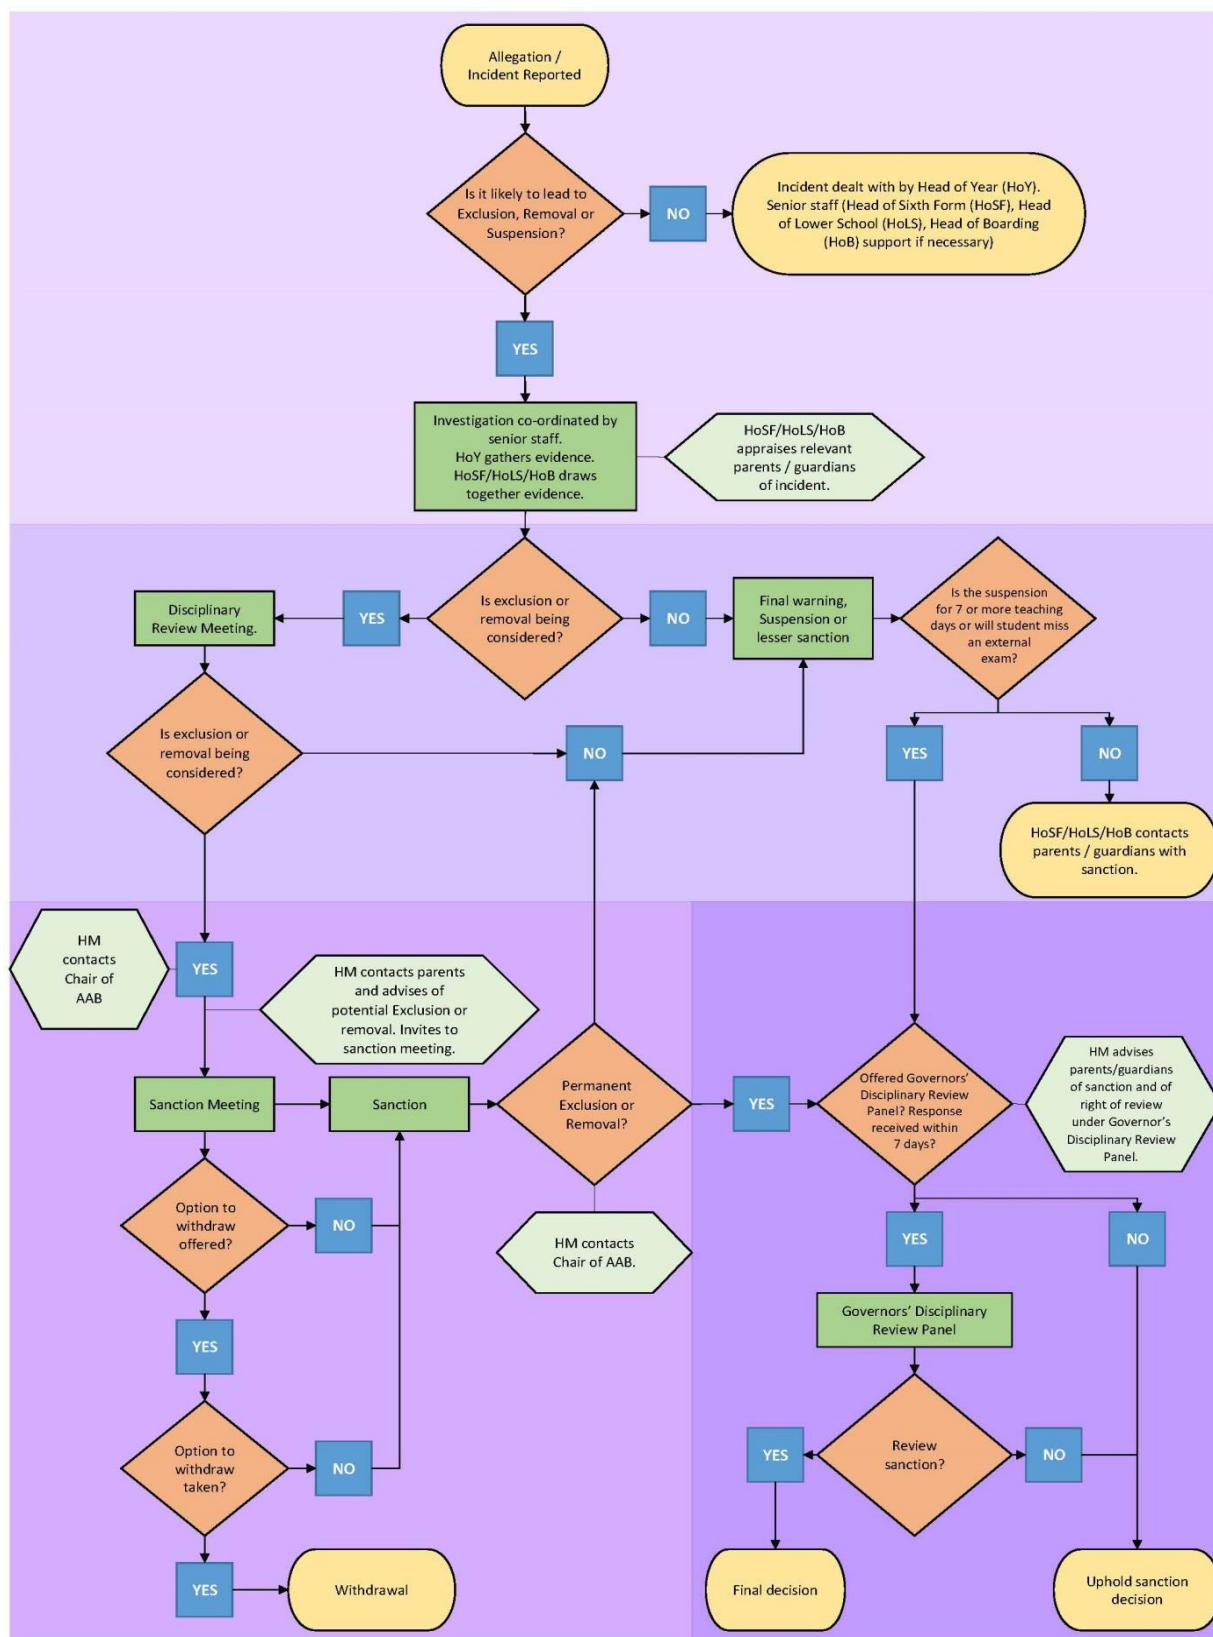 Allegation /
Incident Reported
Is it likely to lead to
Exclusion, Removal or
Suspension?
NO
Incident dealt with by Head of Year (HoY).
Senior staff (Head of Sixth Form (HoSF), Head
of Lower School (HoLS), Head of Boarding
(HoB) support if necessary)
YES
Investigation co-ordinated by
senior staff.
HoY gathers evidence.
HoSF/HoLS/HoB draws
together evidence.
HoSF/HoLS/HoB
appraises relevant
parents / guardians
of incident.
Disciplinary
Review Meeting.
YES
Is exclusion or
removal being
considered?
NO
Final warning,
Suspension or
lesser sanction
Is the suspension
for 7 or more teaching
days or will student miss
an external
exam?
Is exclusion or
removal being
considered?
NO
YES
NO
HoSF/HoLS/HoB contacts
parents / guardians with
sanction.
HM
contacts
Chair of
AAB
YES
HM contacts parents
and advises of
potential Exclusion or
removal. Invites to
sanction meeting.
Sanction Meeting
Sanction
Permanent
Exclusion or
Removal?
YES
Offered Governors’
Disciplinary Review
Panel? Response
received within
7 days?
HM advises
parents/guardians
of sanction and of
right of review
under Governor’s
Disciplinary Review
Panel.
Option to
withdraw
offered?
NO
HM contacts
Chair of AAB.
YES
NO
YES
Governors’ Disciplinary
Review Panel
Option to
withdraw
taken?
NO
YES
Review
sanction?
NO
YES
Withdrawal
Final decision
Uphold sanction
decision